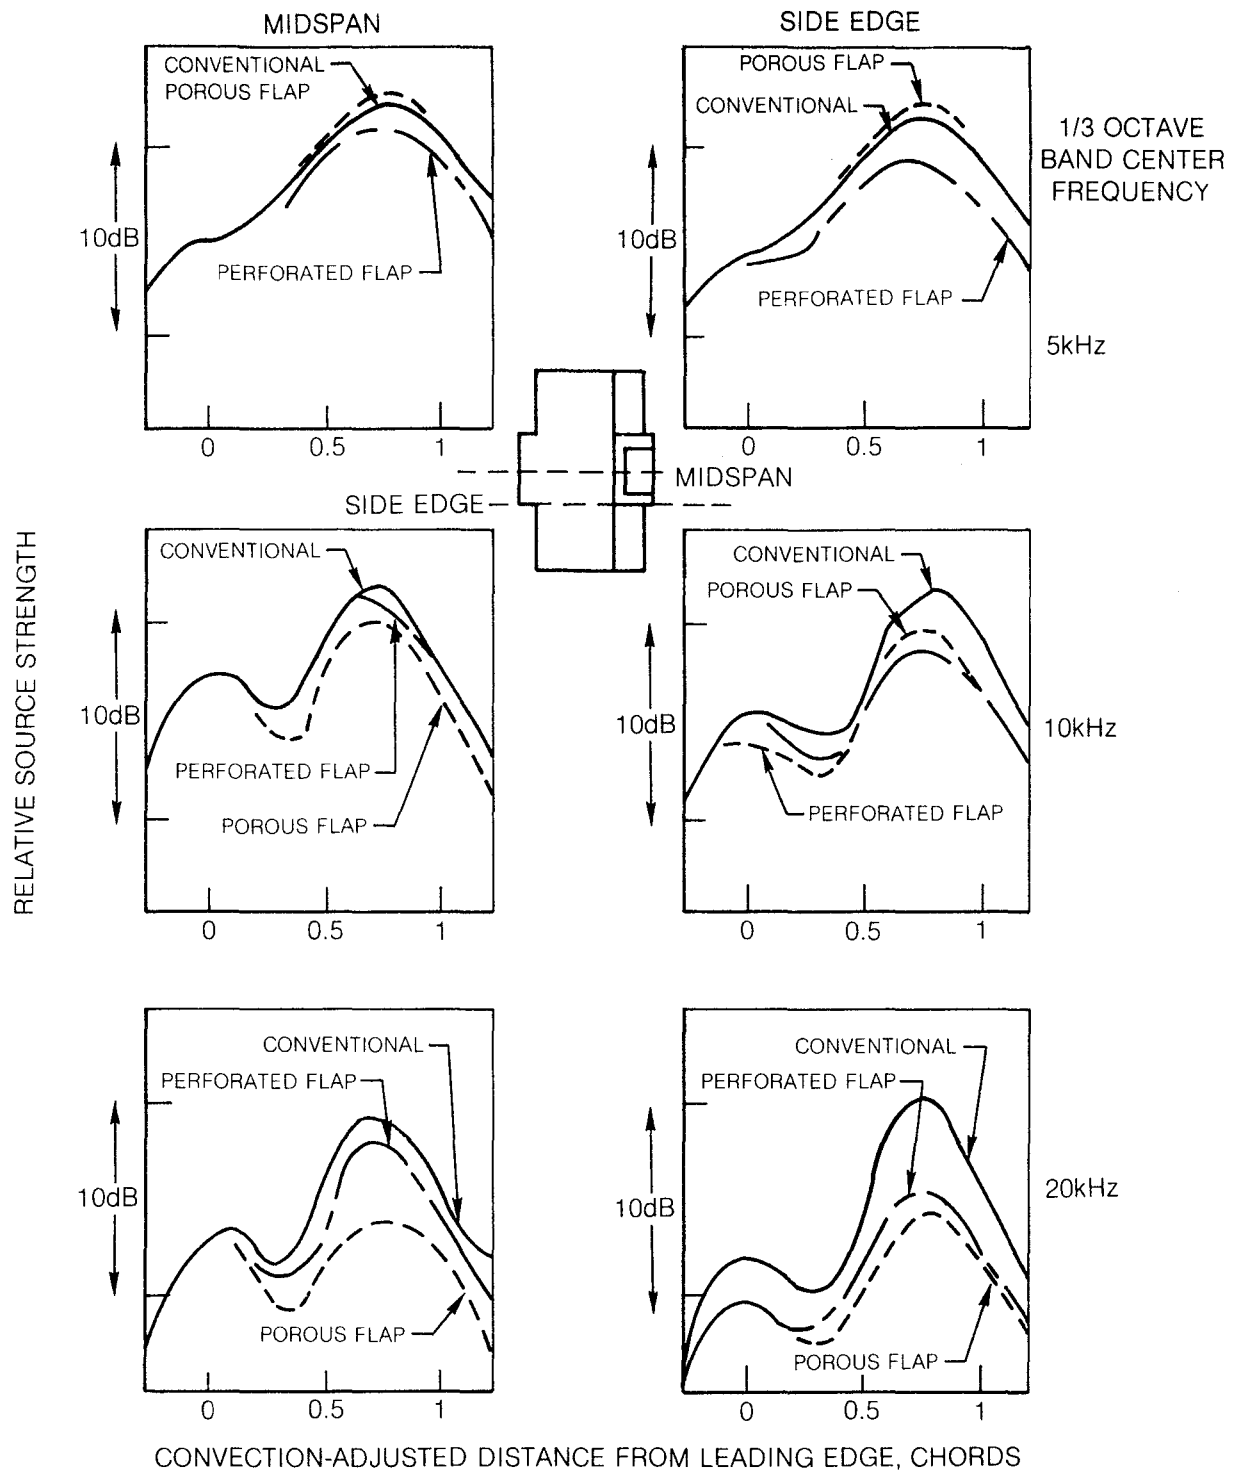 MIDSPAN
SIDE EDGE
CONVENTIONAL
POROUS FLAP
10dB
PERFORATED FLAP
0 0.5 1
POROUS FLAP
CONVENTIONAL
10dB
PERFORATED FLAP
0 0.5 1
1/3 OCTAVE
BAND CENTER
FREQUENCY
5kHz
MIDSPAN
SIDE EDGE
RELATIVE SOURCE STRENGTH
CONVENTIONAL
10dB
PERFORATED FLAP
POROUS FLAP
0 0.5 1
CONVENTIONAL
POROUS FLAP
10dB
PERFORATED FLAP
0 0.5 1
10kHz
CONVENTIONAL
PERFORATED FLAP
10dB
POROUS FLAP
0 0.5 1
CONVENTIONAL
PERFORATED FLAP
10dB
POROUS FLAP
0 0.5 1
20kHz
CONVECTION-ADJUSTED DISTANCE FROM LEADING EDGE, CHORDS